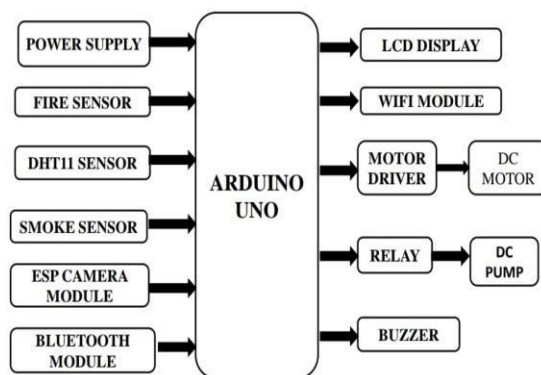 POWER SUPPLY
FIRE SENSOR
DHT11 SENSOR
SMOKE SENSOR
ESP CAMERA
MODULE
BLUETOOTH
MODULE
ARDUINO
UNO
LCD DISPLAY
WIFI MODULE
MOTOR
DRIVER
DC
MOTOR
RELAY
DC
PUMP
BUZZER